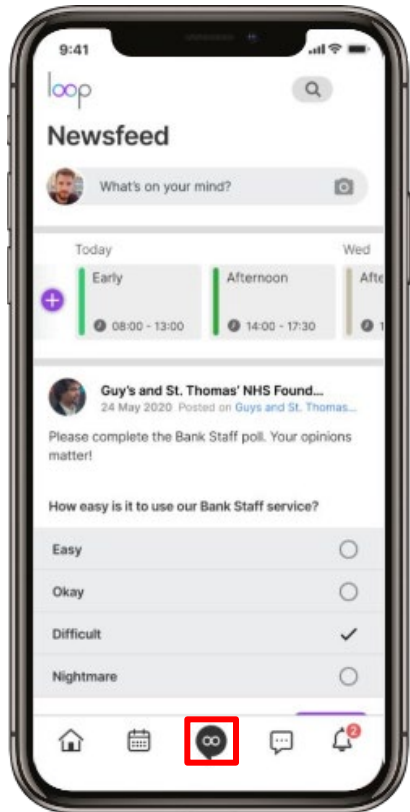 9:41
loop
Newsfeed
What's on your mind?
Today
Wed
Early
Afternoon
Afte
08:00 - 13:00
14:00 - 17:30
1
Guy's and St. Thomas' NHS Found...
24 May 2020 Posted on Guys and St. Thomas...
Please complete the Bank Staff poll. Your opinions
matter!
How easy is it to use our Bank Staff service?
Easy
Okay
Difficult
Nightmare
2